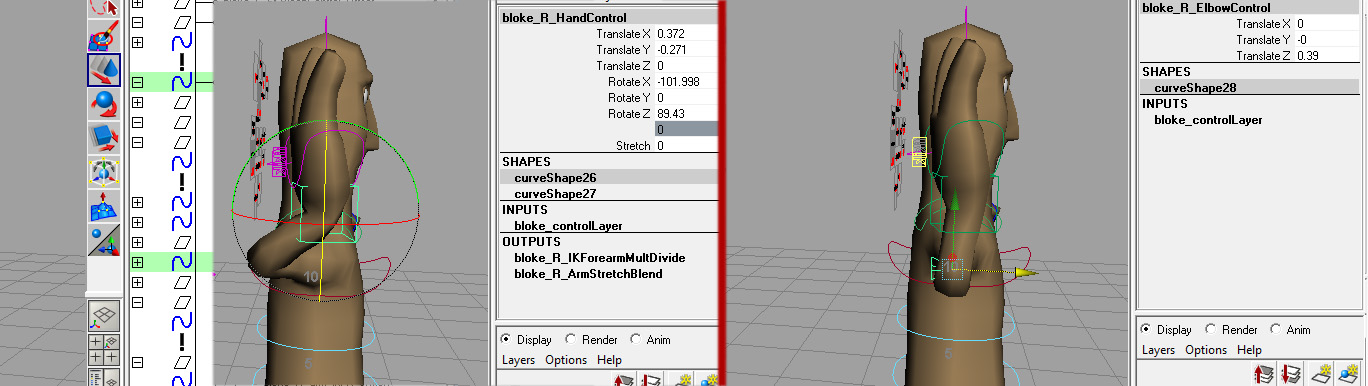 bloke_R_HandControl
Translate X 0.372
Translate Y -0.271
Translate Z 0
Rotate X -101.998
Rotate Y 0
Rotate Z 89.43
0
Stretch 0
SHAPES
curveShape26
curveShape27
INPUTS
bloke_controlLayer
OUTPUTS
bloke_R_IKForearmMultDivide
bloke_R_ArmStretchBlend
Display Render Anim
Layers Options Help
10
5
bloke_R_ElbowControl
Translate X 0
Translate Y -0
Translate Z 0.39
SHAPES
curveShape28
INPUTS
bloke_controlLayer
Display Render Anim
Layers Options Help
10
5